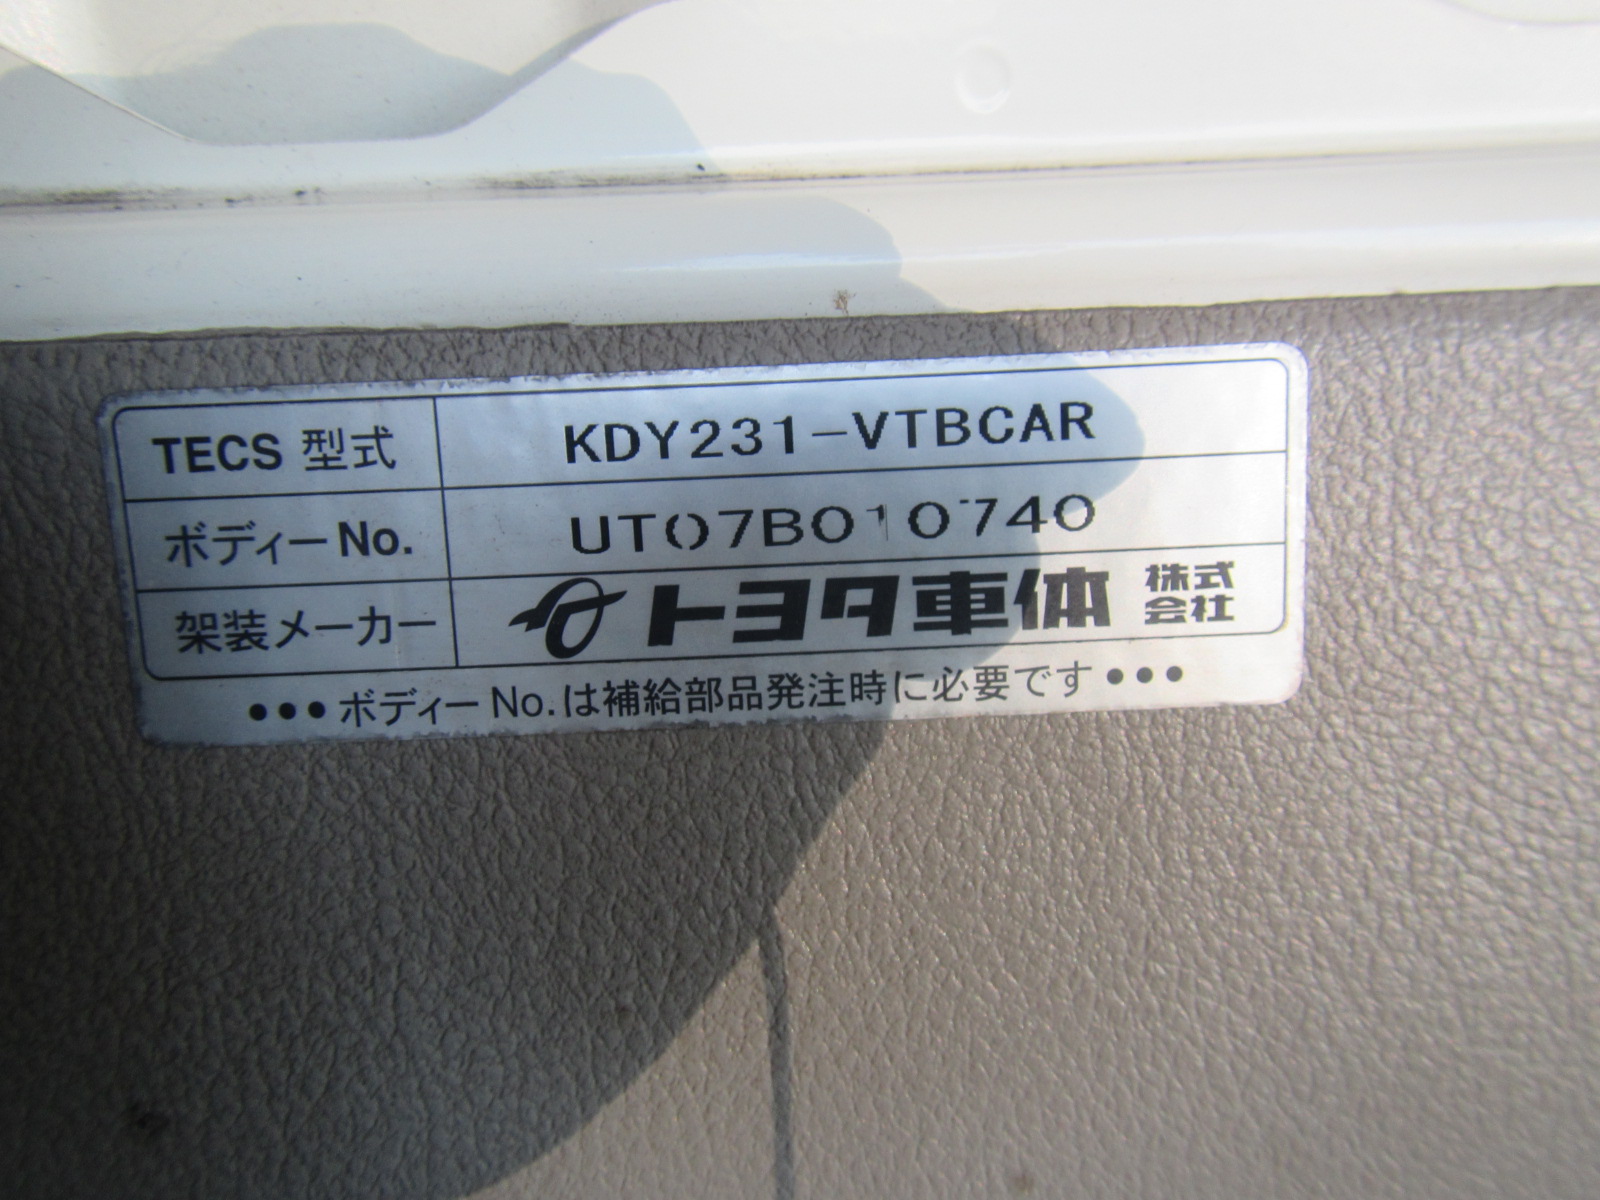 TECS 型式 KDY231-VTBCAR
ボディーNo. UT07B010740
架装メーカー トヨタ車体 株式会社
•••ボディーNo.は補給部品発注時に必要です•••